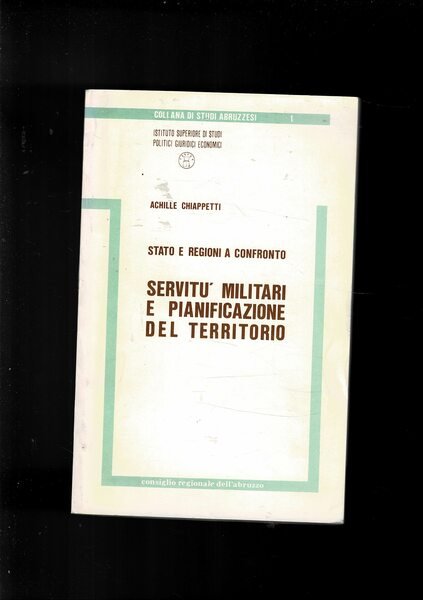 COLLANA DI STUDI ABRUZZESI 1
ISTITUTO SUPERIORE DI STUDI
POLITICI GIURIDICI ECONOMICI
ACHILLE CHIAPPETTI
STATO E REGIONI A CONFRONTO
SERVITU' MILITARI
E PIANIFICAZIONE
DEL TERRITORIO
consiglio regionale dell'abruzzo